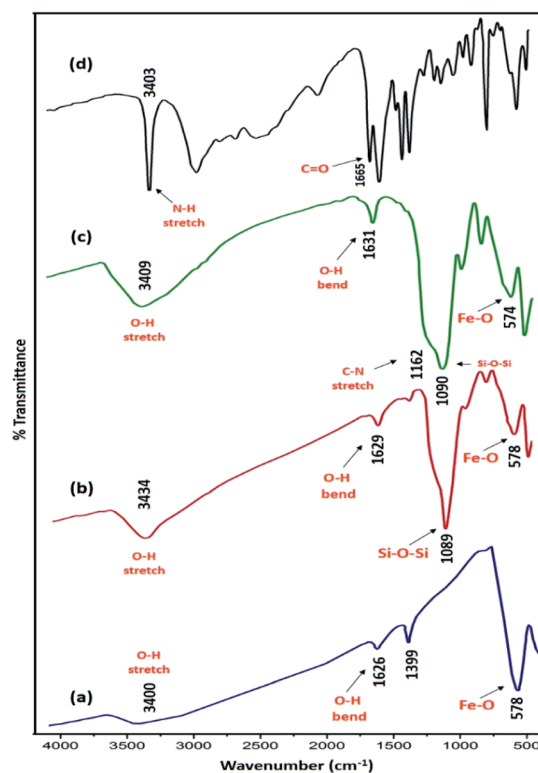 (d)
3403
N-H
stretch
C=O
1665
(c)
3409
O-H
stretch
1631
O-H
bend
Fe-O
574
C-N
stretch
1162
1090
Si-O-Si
(b)
3434
O-H
stretch
1629
O-H
bend
Si-O-Si
1089
Fe-O
578
(a)
O-H
stretch
3400
1626
O-H
bend
1399
Fe-O
578
% Transmittance
4000 3500 3000 2500 2000 1500 1000 500
Wavenumber (cm⁻¹)